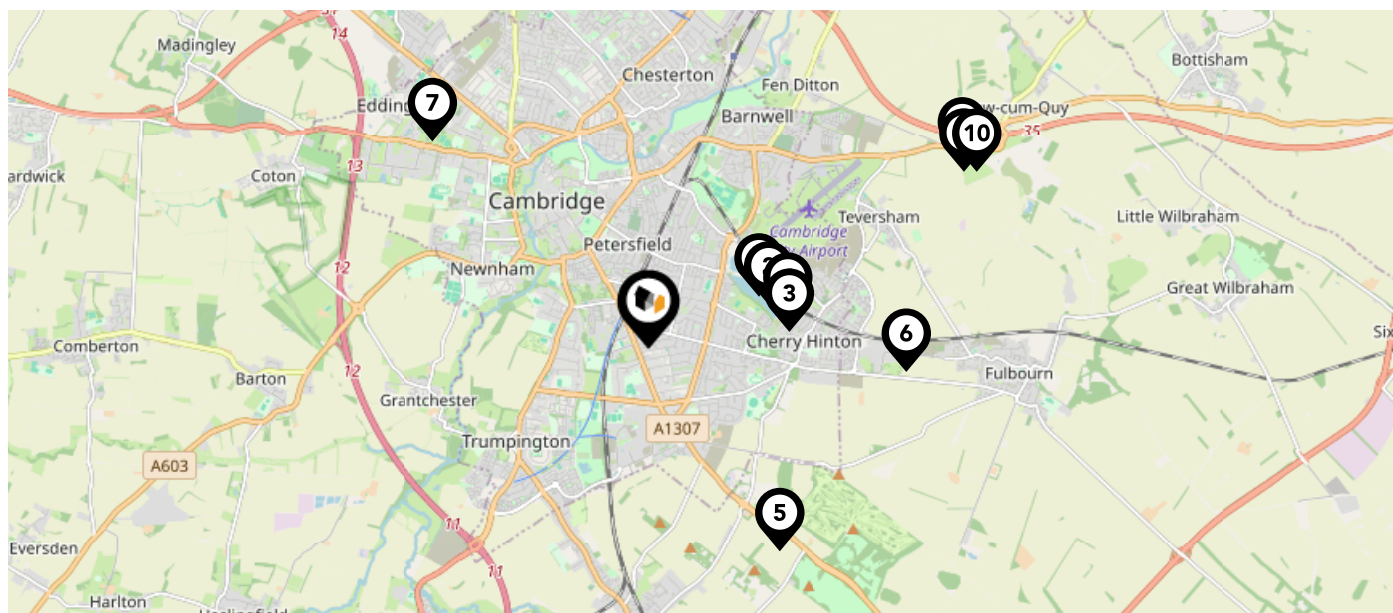 14
Madingley
Chesterton
Bottisham
Fen Ditton
7
Edding
w-cum-Quy
Barnwell
10
35
13
ardwick
Coton
Cambridge
Little Wilbraham
Teversham
Cambridge
y Airport
Petersfield
12
Newnham
3
Great Wilbraham
6
Six
Cherry Hinton
Comberton
12
Barton
Fulbourn
Grantchester
A1307
Trumpington
A603
5
11
Eversden
11
Harlton